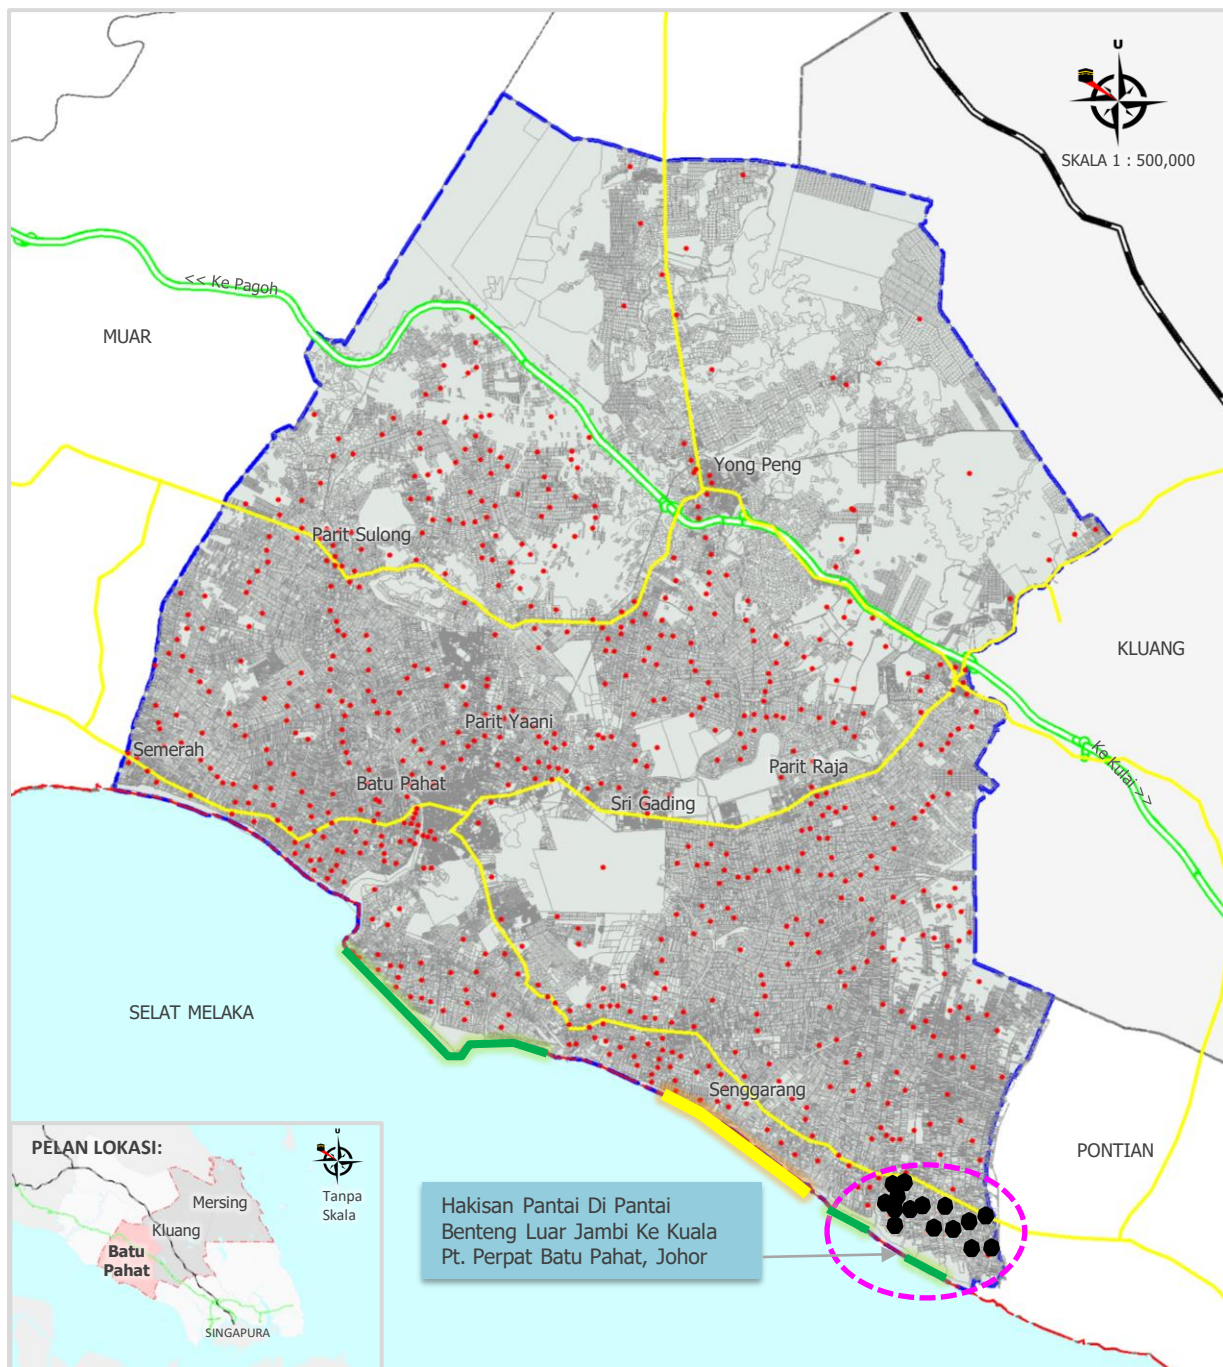 U
SKALA 1 : 500,000
<< Ke Pagoh
MUAR
Yong Peng
Parit Sulong
KLUANG
Parit Yaani
Semerah
Ke Kulai >>
Parit Raja
Batu Pahat
Sri Gading
SELAT MELAKA
Senggarang
PONTIAN
PELAN LOKASI:
U
Tanpa
Skala
Mersing
Kluang
Batu
Pahat
SINGAPURA
Hakisan Pantai Di Pantai
Benteng Luar Jambi Ke Kuala
Pt. Perpat Batu Pahat, Johor